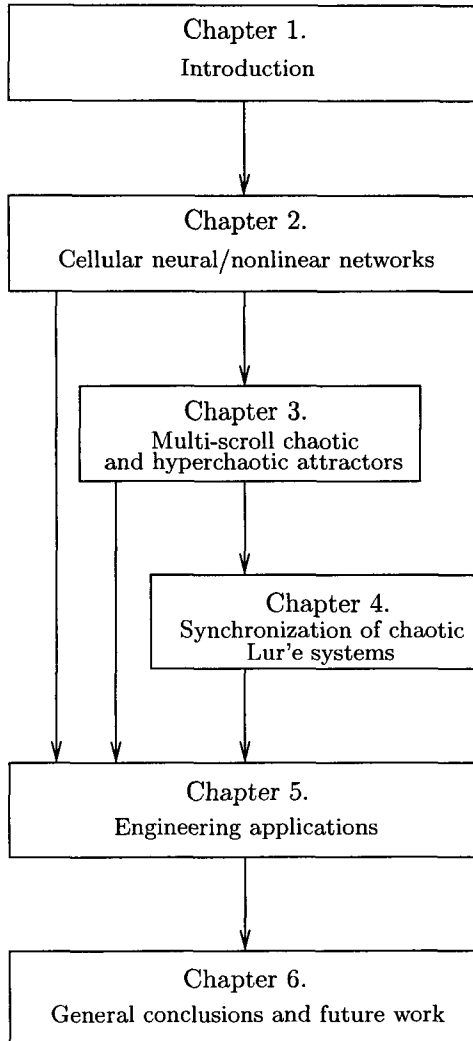 Chapter 1.
Introduction
Chapter 2.
Cellular neural/nonlinear networks
Chapter 3.
Multi-scroll chaotic
and hyperchaotic attractors
Chapter 4.
Synchronization of chaotic
Lur'e systems
Chapter 5.
Engineering applications
Chapter 6.
General conclusions and future work